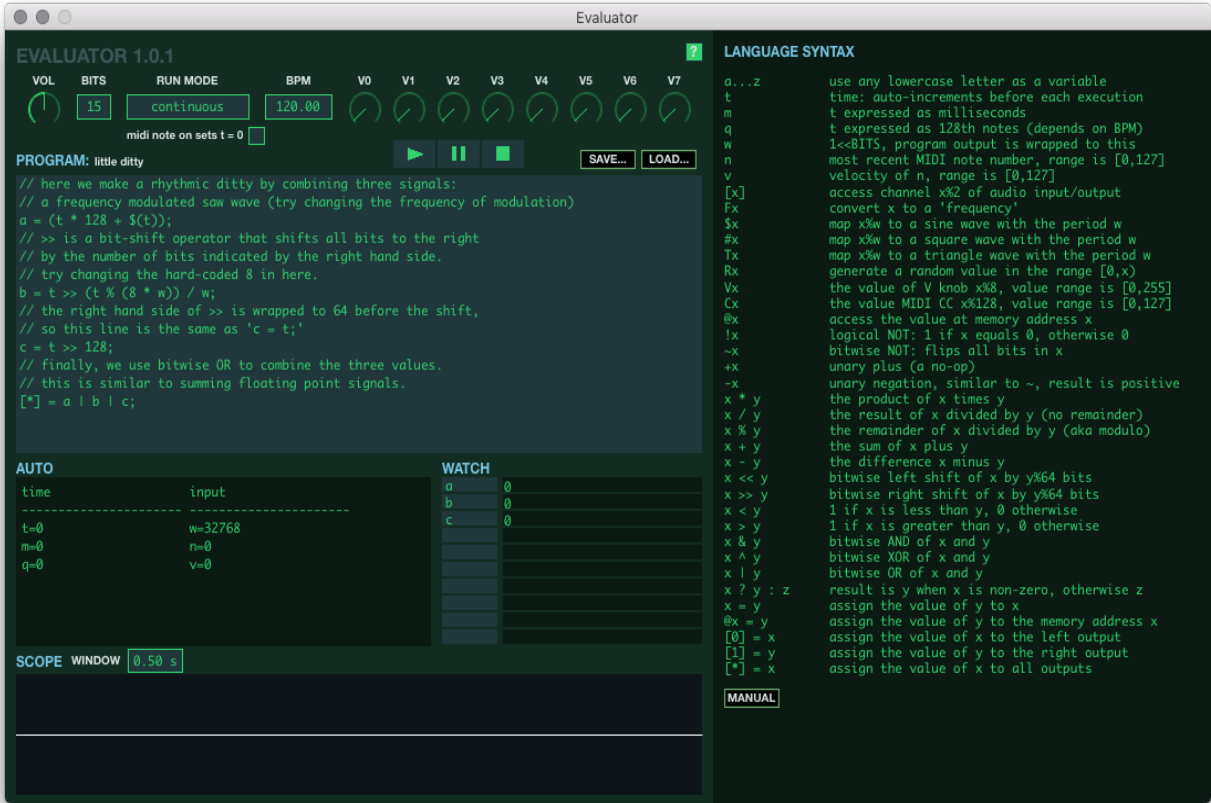 Evaluator
EVALUATOR 1.0.1
?
VOL BITS RUN MODE BPM V0 V1 V2 V3 V4 V5 V6 V7
15 continuous 120.00
midi note on sets t = 0
PROGRAM: little ditty
SAVE... LOAD...
// here we make a rhythmic ditty by combining three signals:
// a frequency modulated saw wave (try changing the frequency of modulation)
a = (t * 128 + $(t));
// >> is a bit-shift operator that shifts all bits to the right
// by the number of bits indicated by the right hand side.
// try changing the hard-coded 8 in here.
b = t >> (t % (8 * w)) / w;
// the right hand side of >> is wrapped to 64 before the shift,
// so this line is the same as 'c = t;'
c = t >> 128;
// finally, we use bitwise OR to combine the three values.
// this is similar to summing floating point signals.
[*] = a | b | c;
AUTO
time input
---------------------- ----------------------
t=0 w=32768
m=0 n=0
q=0 v=0
WATCH
a 0
b 0
c 0
SCOPE WINDOW 0.50 s
LANGUAGE SYNTAX
a...z use any lowercase letter as a variable
t time: auto-increments before each execution
m t expressed as milliseconds
q t expressed as 128th notes (depends on BPM)
w 1<<BITS, program output is wrapped to this
n most recent MIDI note number, range is [0,127]
v velocity of n, range is [0,127]
[x] access channel x%2 of audio input/output
Fx convert x to a 'frequency'
$x map x%w to a sine wave with the period w
#x map x%w to a square wave with the period w
Tx map x%w to a triangle wave with the period w
Rx generate a random value in the range [0,x)
Vx the value of V knob x%8, value range is [0,255]
Cx the value MIDI CC x%128, value range is [0,127]
@x access the value at memory address x
!x logical NOT: 1 if x equals 0, otherwise 0
~x bitwise NOT: flips all bits in x
+x unary plus (a no-op)
-x unary negation, similar to ~, result is positive
x * y the product of x times y
x / y the result of x divided by y (no remainder)
x % y the remainder of x divided by y (aka modulo)
x + y the sum of x plus y
x - y the difference x minus y
x << y bitwise left shift of x by y%64 bits
x >> y bitwise right shift of x by y%64 bits
x < y 1 if x is less than y, 0 otherwise
x > y 1 if x is greater than y, 0 otherwise
x & y bitwise AND of x and y
x ^ y bitwise XOR of x and y
x | y bitwise OR of x and y
x ? y : z result is y when x is non-zero, otherwise z
x = y assign the value of y to x
@x = y assign the value of y to the memory address x
[0] = x assign the value of x to the left output
[1] = y assign the value of y to the right output
[*] = x assign the value of x to all outputs
MANUAL